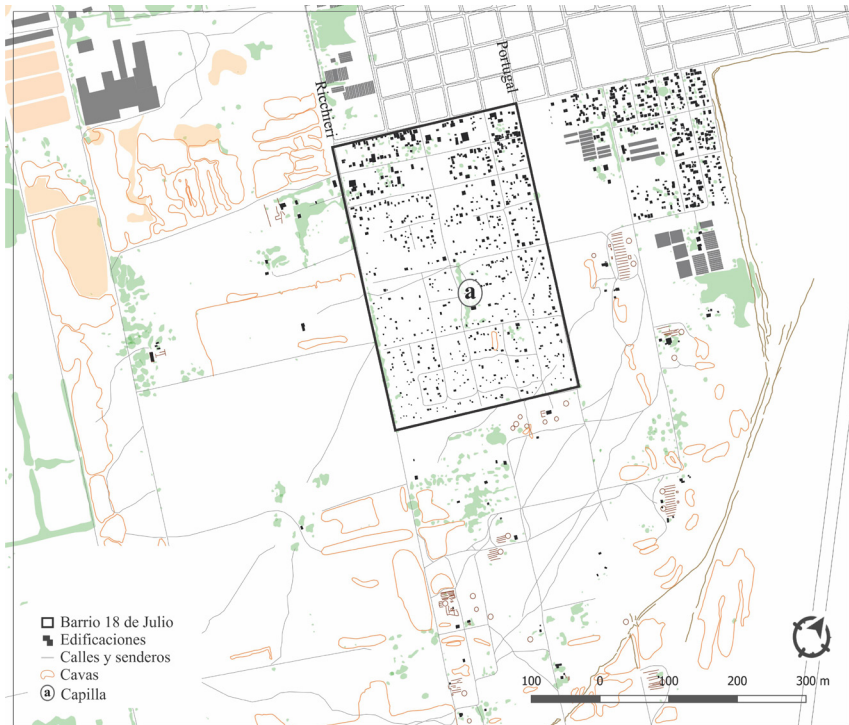 Ricchieri
Portugal
a
Barrio 18 de Julio
Edificaciones
Calles y senderos
Cavas
a Capilla
100 0 100 200 300 m